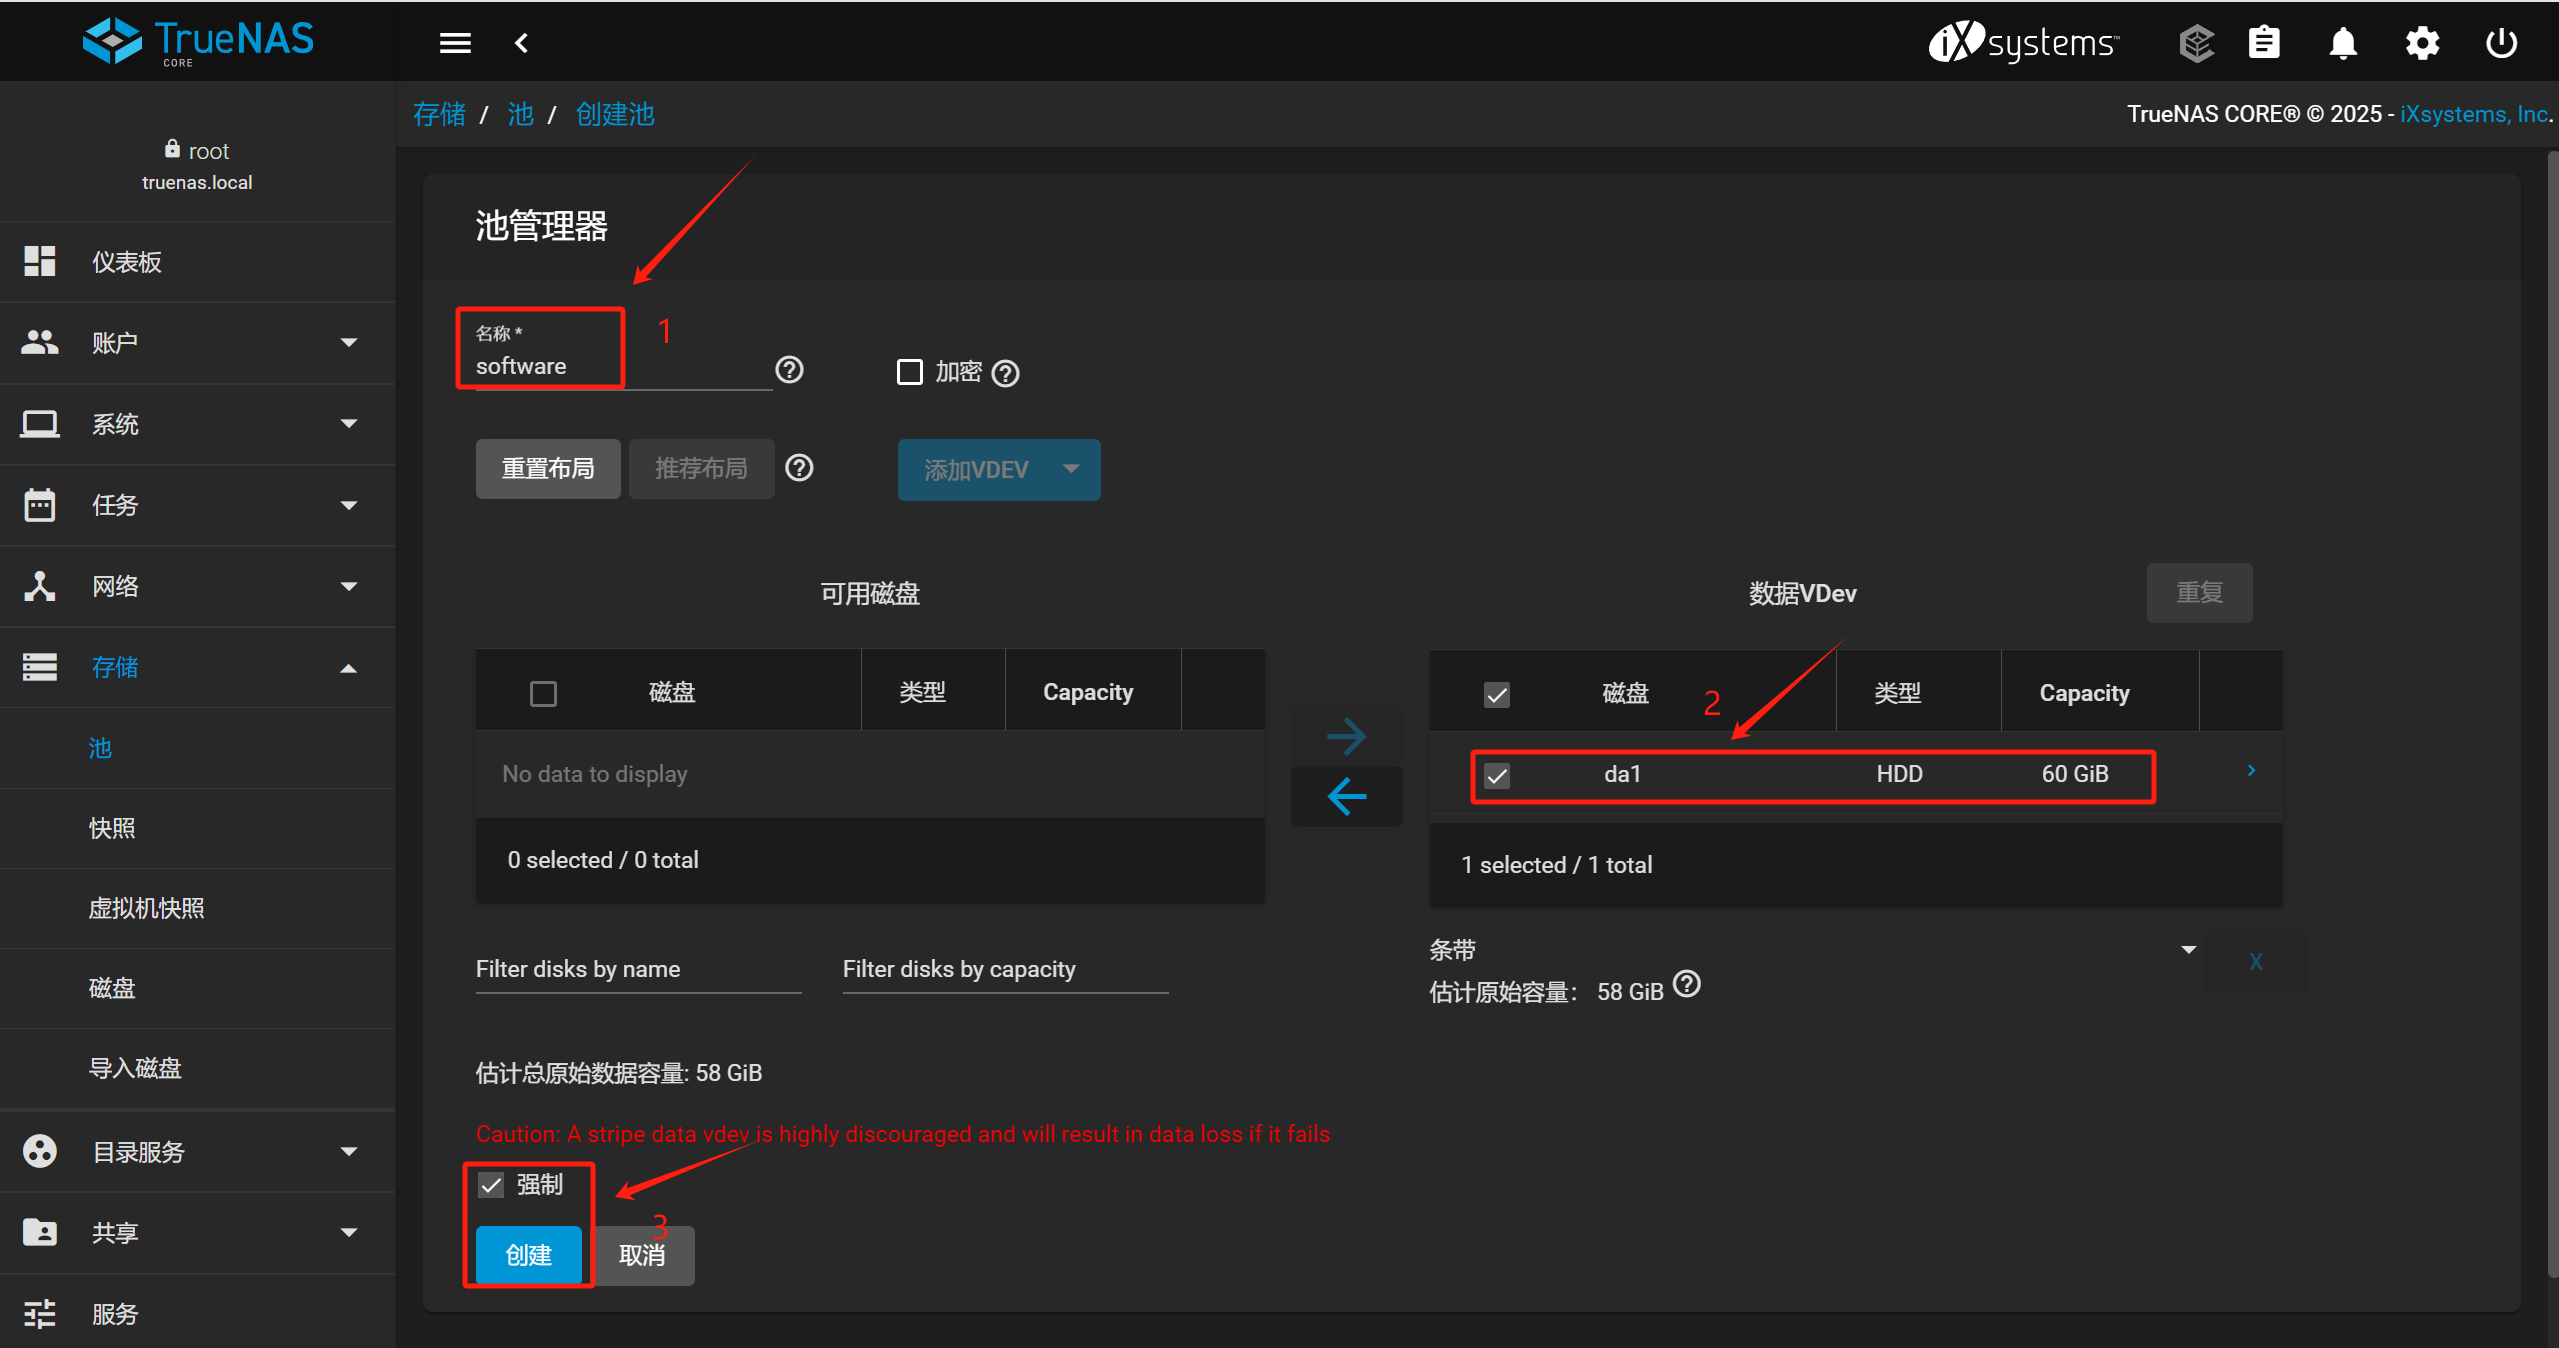 TrueNAS
CORE
iXsystems™
存储 / 池 / 创建池
TrueNAS CORE® © 2025 - iXsystems, Inc.
root
truenas.local
仪表板
账户
系统
任务
网络
存储
池
快照
虚拟机快照
磁盘
导入磁盘
目录服务
共享
服务
池管理器
名称 *
software
1
加密
重置布局
推荐布局
添加VDEV
可用磁盘
磁盘 类型 Capacity
No data to display
0 selected / 0 total
Filter disks by name
Filter disks by capacity
数据VDev
重复
磁盘 2 类型 Capacity
da1 HDD 60 GiB
1 selected / 1 total
条带
X
估计原始容量： 58 GiB
估计总原始数据容量: 58 GiB
Caution: A stripe data vdev is highly discouraged and will result in data loss if it fails
强制
3
创建
取消